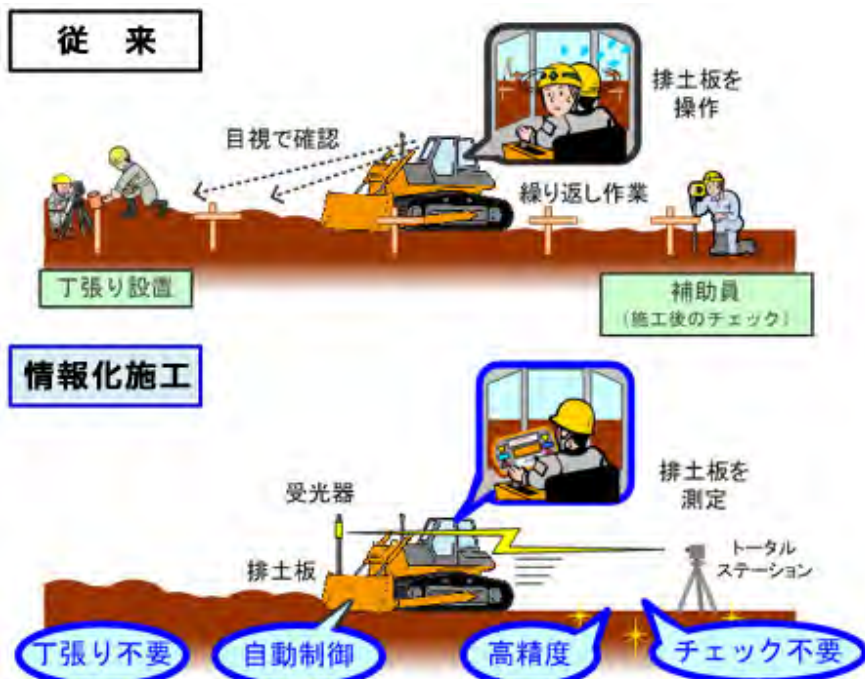 従 来
排土板を
操作
目視で確認
繰り返し作業
丁張り設置
補助員
(施工後のチェック)
情報化施工
排土板を
測定
受光器
トータル
ステーション
排土板
丁張り不要
自動制御
高精度
チェック不要